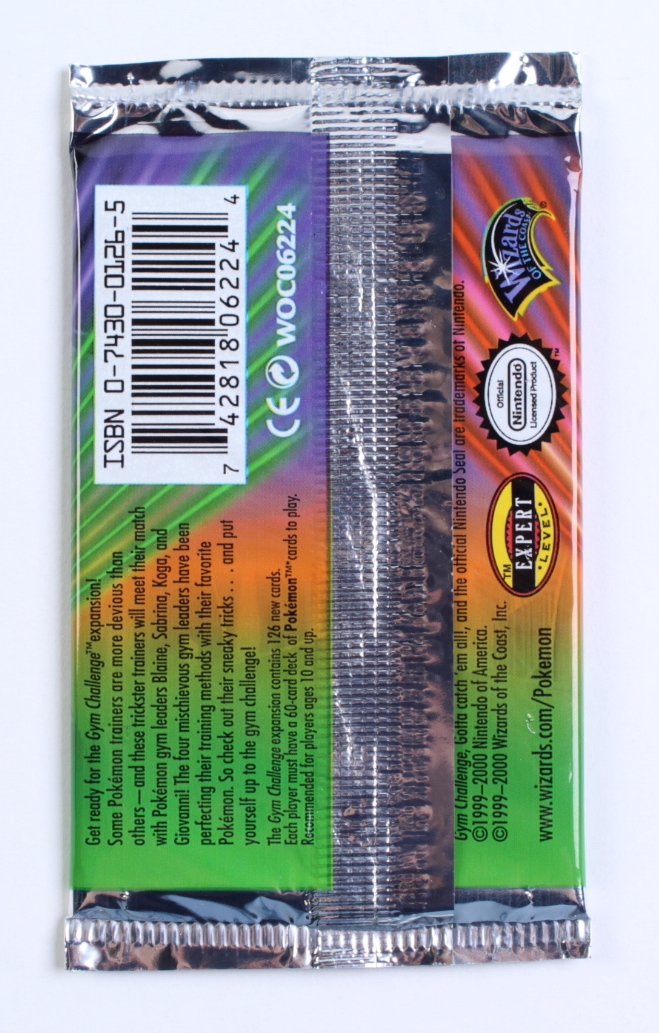 ISBN 0-7430-0126-5
7 42818 06224 4
CE WOC06224
Get ready for the Gym Challenge™ expansion!
Some Pokémon trainers are more devious than
others—and these trickster trainers will meet their match
with Pokémon gym leaders Blaine, Sabrina, Koga, and
Giovanni! The four mischievous gym leaders have been
perfecting their training methods with their favorite
Pokémon. So check out their sneaky tricks . . . and put
yourself up to the gym challenge!
The Gym Challenge expansion contains 126 new cards.
Each player must have a 60-card deck of Pokémon™* cards to play.
Recommended for players ages 10 and up.
Gym Challenge, Gotta catch 'em all!, and the official Nintendo Seal are trademarks of Nintendo.
©1999–2000 Nintendo of America.
©1999–2000 Wizards of the Coast, Inc.
www.wizards.com/Pokemon
™
EXPERT
•LEVEL•
Official
Nintendo
Licensed Product
™
Wizards
OF THE COAST
®